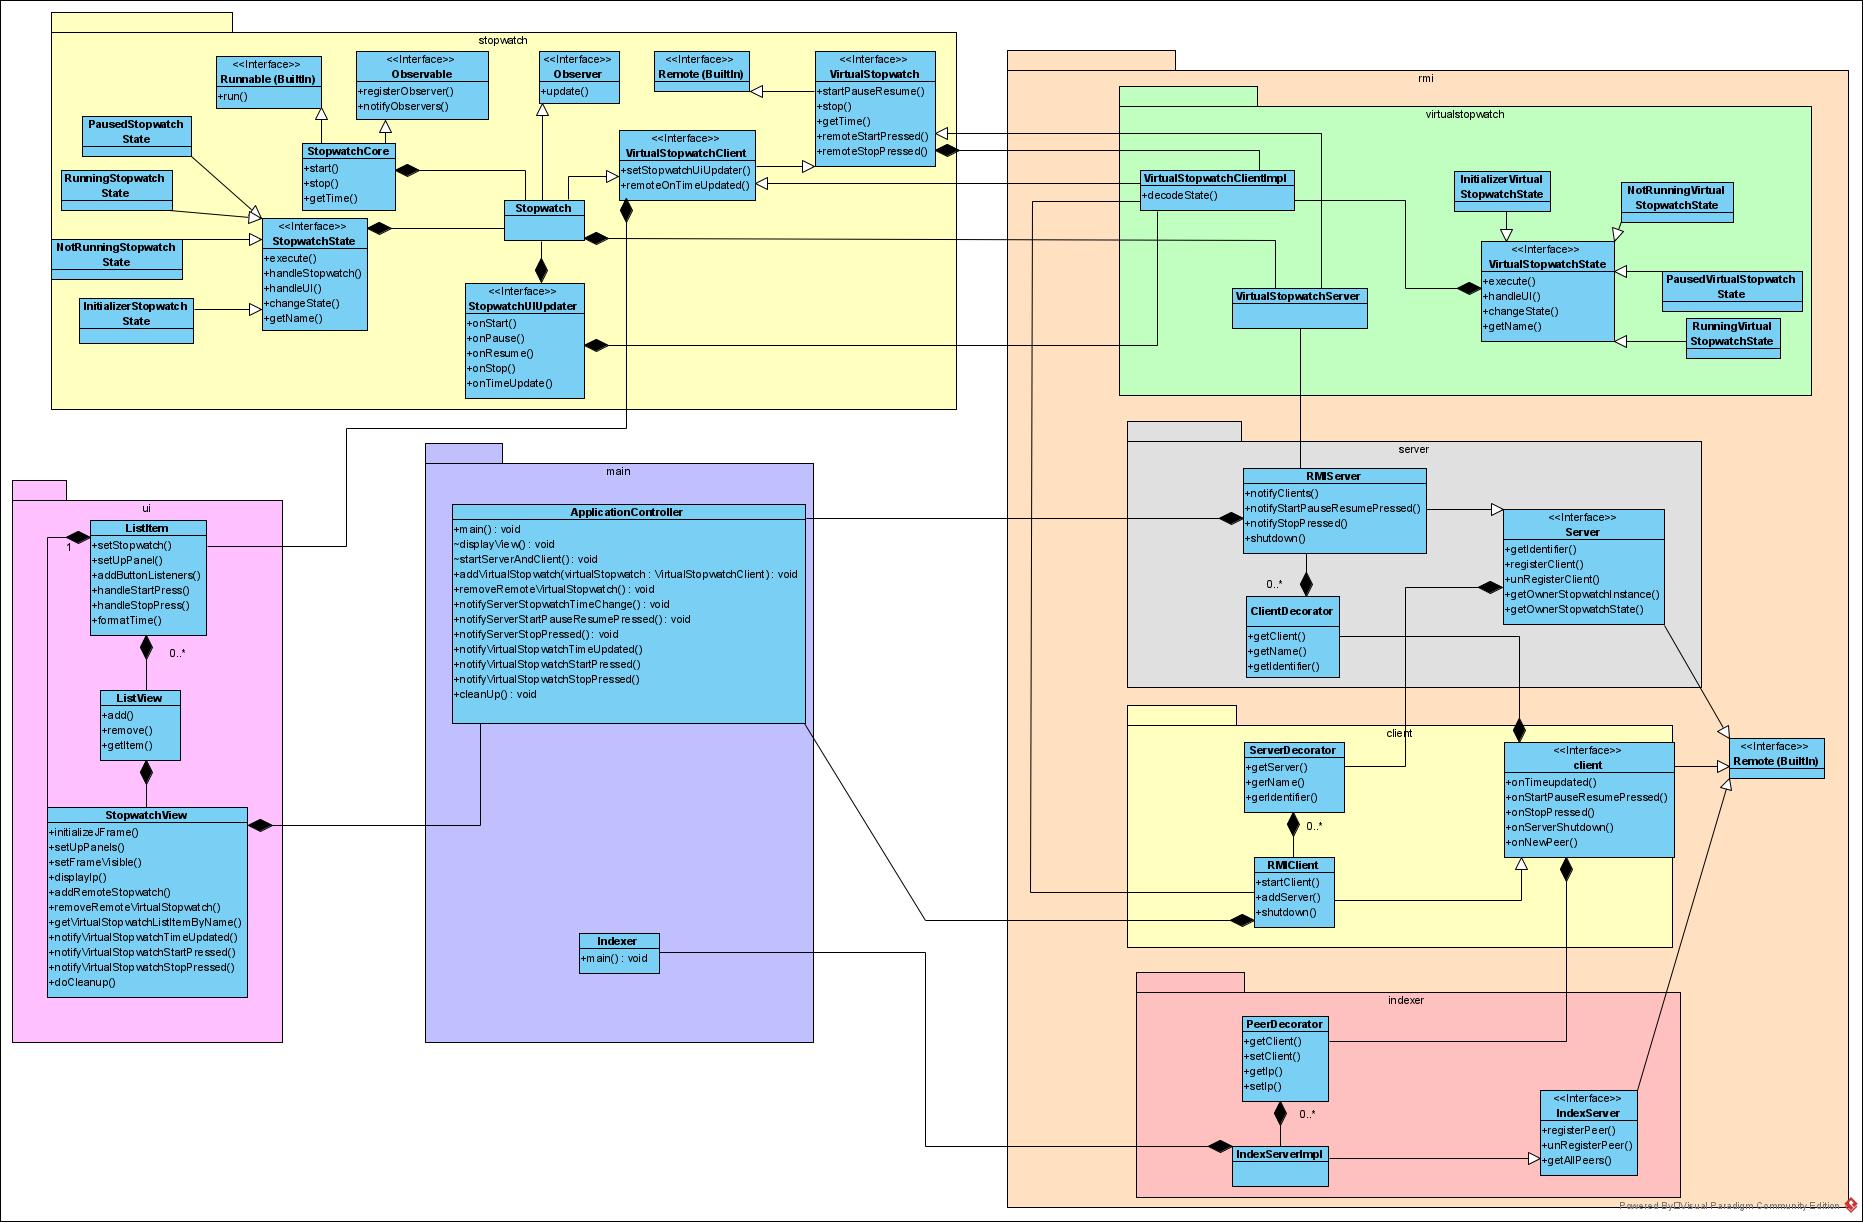 stopwatch
<<Interface>>
Runnable (BuiltIn)
+run()
<<Interface>>
Observable
+registerObserver()
+notifyObservers()
<<Interface>>
Observer
+update()
<<Interface>>
Remote (BuiltIn)
<<Interface>>
VirtualStopwatch
+startPauseResume()
+stop()
+getTime()
+remoteStartPressed()
+remoteStopPressed()
PausedStopwatch
State
RunningStopwatch
State
NotRunningStopwatch
State
InitializerStopwatch
State
StopwatchCore
+start()
+stop()
+getTime()
<<Interface>>
StopwatchState
+execute()
+handleStopwatch()
+handleUI()
+changeState()
+getName()
<<Interface>>
VirtualStopwatchClient
+setStopwatchUiUpdater()
+remoteOnTimeUpdated()
Stopwatch
<<Interface>>
StopwatchUIUpdater
+onStart()
+onPause()
+onResume()
+onStop()
+onTimeUpdate()
rmi
virtualstopwatch
VirtualStopwatchClientImpl
+decodeState()
InitializerVirtual
StopwatchState
NotRunningVirtual
StopwatchState
<<Interface>>
VirtualStopwatchState
+execute()
+handleUI()
+changeState()
+getName()
PausedVirtualStopwatch
State
RunningVirtual
StopwatchState
VirtualStopwatchServer
server
RMIServer
+notifyClients()
+notifyStartPauseResumePressed()
+notifyStopPressed()
+shutdown()
<<Interface>>
Server
+getIdentifier()
+registerClient()
+unRegisterClient()
+getOwnerStopwatchInstance()
+getOwnerStopwatchState()
0..*
ClientDecorator
+getClient()
+getName()
+getIdentifier()
client
ServerDecorator
+getServer()
+gerName()
+gerIdentifier()
0..*
RMIClient
+startClient()
+addServer()
+shutdown()
<<Interface>>
client
+onTimeupdated()
+onStartPauseResumePressed()
+onStopPressed()
+onServerShutdown()
+onNewPeer()
<<Interface>>
Remote (BuiltIn)
indexer
PeerDecorator
+getClient()
+setClient()
+getIp()
+setIp()
0..*
IndexServerImpl
<<Interface>>
IndexServer
+registerPeer()
+unRegisterPeer()
+getAllPeers()
main
ApplicationController
+main() : void
~displayView() : void
~startServerAndClient() : void
+addVirtualStopwatch(virtualStopwatch : VirtualStopwatchClient) : void
+removeRemoteVirtualStopwatch() : void
+notifyServerStopwatchTimeChange() : void
+notifyServerStartPauseResumePressed() : void
+notifyServerStopPressed() : void
+notifyVirtualStopwatchTimeUpdated()
+notifyVirtualStopwatchStartPressed()
+notifyVirtualStopwatchStopPressed()
+cleanUp() : void
Indexer
+main() : void
ui
ListItem
+setStopwatch()
+setUpPanel()
+addButtonListeners()
+handleStartPress()
+handleStopPress()
+formatTime()
1
0..*
ListView
+add()
+remove()
+getItem()
StopwatchView
+initializeJFrame()
+setUpPanels()
+setFrameVisible()
+displayIp()
+addRemoteStopwatch()
+removeRemoteVirtualStopwatch()
+getVirtualStopwatchListItemByName()
+notifyVirtualStopwatchTimeUpdated()
+notifyVirtualStopwatchStartPressed()
+notifyVirtualStopwatchStopPressed()
+doCleanup()
Powered By□Visual Paradigm Community Edition